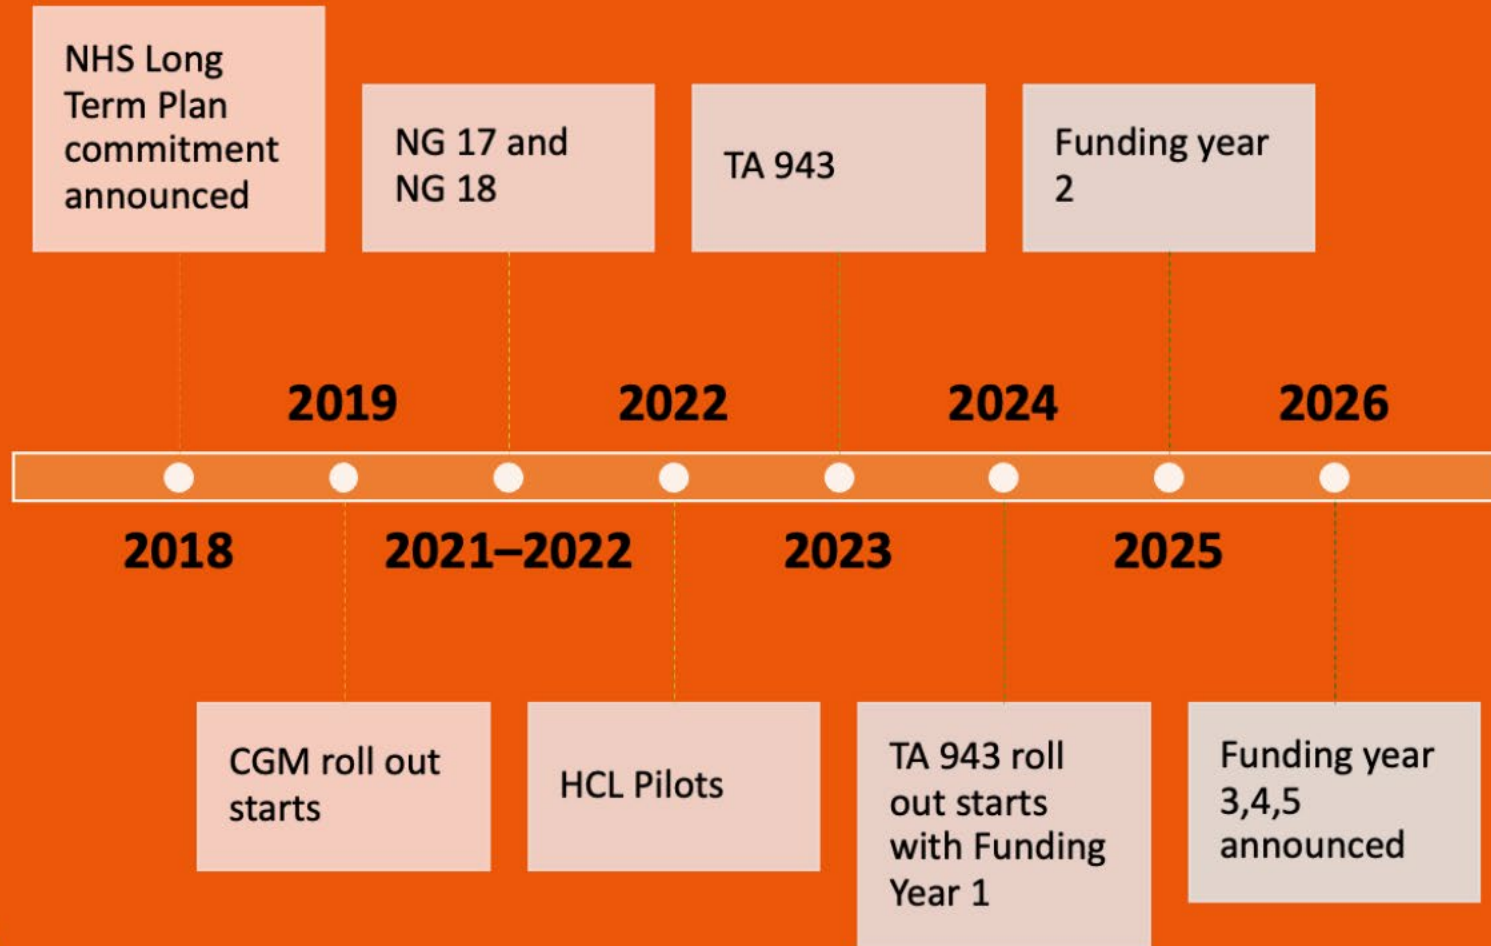 NHS Long
Term Plan
commitment
announced
NG 17 and
NG 18
TA 943
Funding year
2
2019
2022
2024
2026
2018
2021–2022
2023
2025
CGM roll out
starts
HCL Pilots
TA 943 roll
out starts
with Funding
Year 1
Funding year
3,4,5
announced